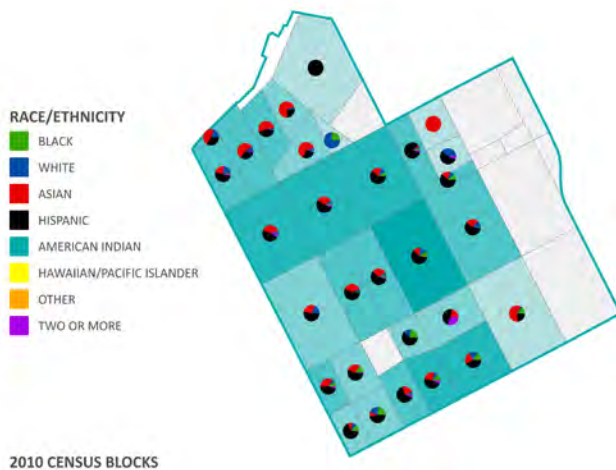 RACE/ETHNICITY
BLACK
WHITE
ASIAN
HISPANIC
AMERICAN INDIAN
HAWAIIAN/PACIFIC ISLANDER
OTHER
TWO OR MORE
2010 CENSUS BLOCKS